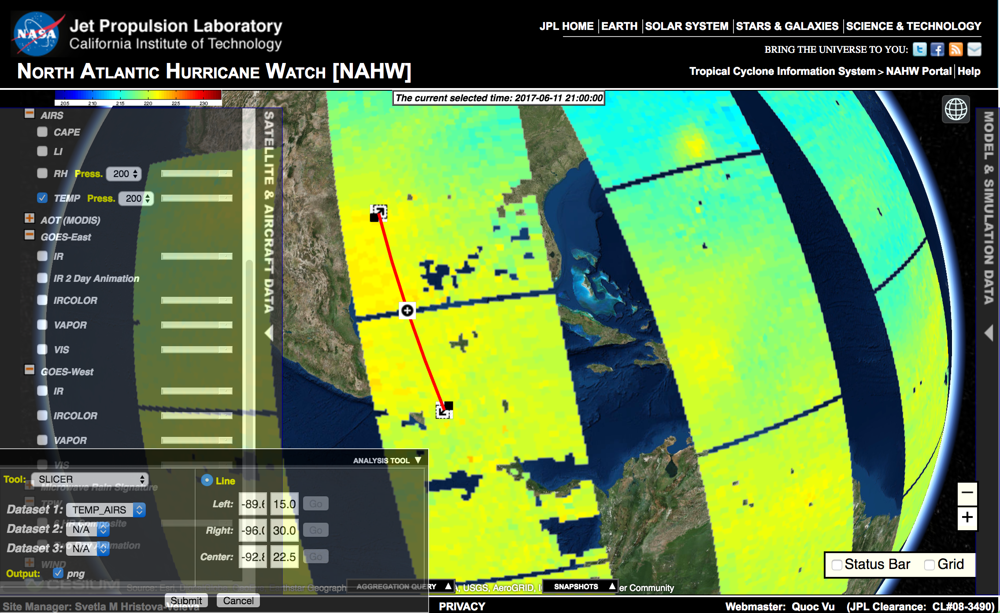 NASA
Jet Propulsion Laboratory
California Institute of Technology
JPL HOME | EARTH | SOLAR SYSTEM | STARS & GALAXIES | SCIENCE & TECHNOLOGY
BRING THE UNIVERSE TO YOU:
NORTH ATLANTIC HURRICANE WATCH [NAHW]
Tropical Cyclone Information System > NAHW Portal | Help
205 210 215 220 225 230
The current selected time: 2017-06-11 21:00:00
SATELLITE & AIRCRAFT DATA
MODEL & SIMULATION DATA
AIRS
CAPE
LI
RH Press. 200
TEMP Press. 200
AOT (MODIS)
GOES-East
IR
IR 2 Day Animation
IRCOLOR
VAPOR
VIS
GOES-West
IR
IRCOLOR
VAPOR
VIS
Microwave Rain Signature
TPW
6 HR Composite
Two Day Animation
WIND
ANALYSIS TOOL
Tool: SLICER
Dataset 1: TEMP_AIRS
Dataset 2: N/A
Dataset 3: N/A
Output: png
Line
Left: -89.6 15.0 Go
Right: -96.0 30.0 Go
Center: -92.8 22.5 Go
Submit Cancel
Status Bar Grid
CESIUM
Source: Esri, DigitalGlobe, GeoEye, Earthstar Geograph
AGGREGATION QUERY
, USGS, AeroGRID,
SNAPSHOTS
er Community
Site Manager: Svetla M Hristova-Veleva
PRIVACY
Webmaster: Quoc Vu (JPL Clearance: CL#08-3490)